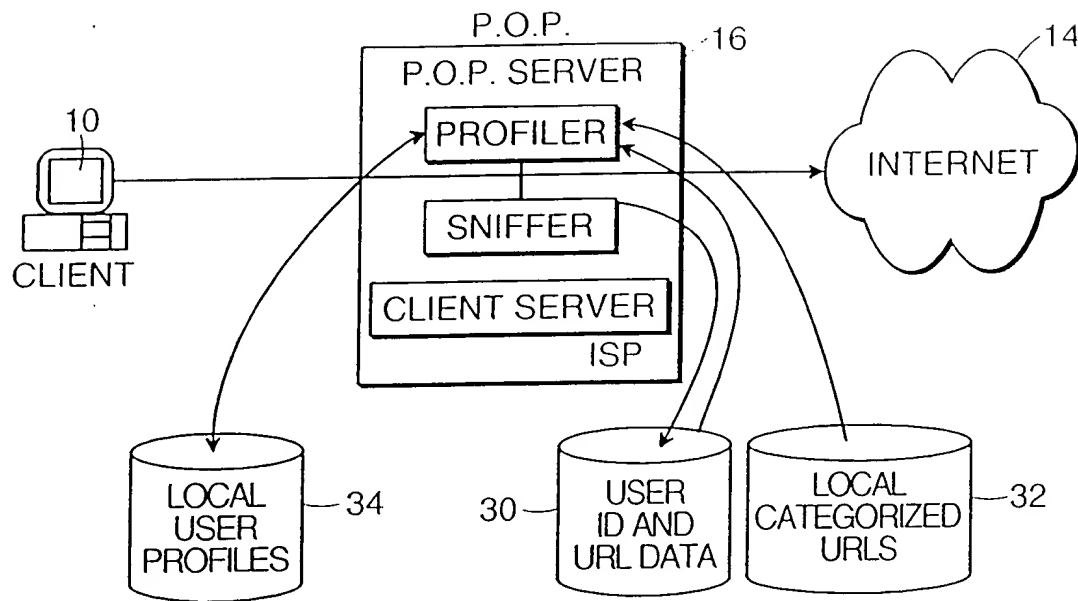 P.O.P.
16
14
P.O.P. SERVER
10
PROFILER
INTERNET
SNIFFER
CLIENT
CLIENT SERVER
ISP
LOCAL
USER
PROFILES
34
30
USER
ID AND
URL DATA
LOCAL
CATEGORIZED
URLS
32